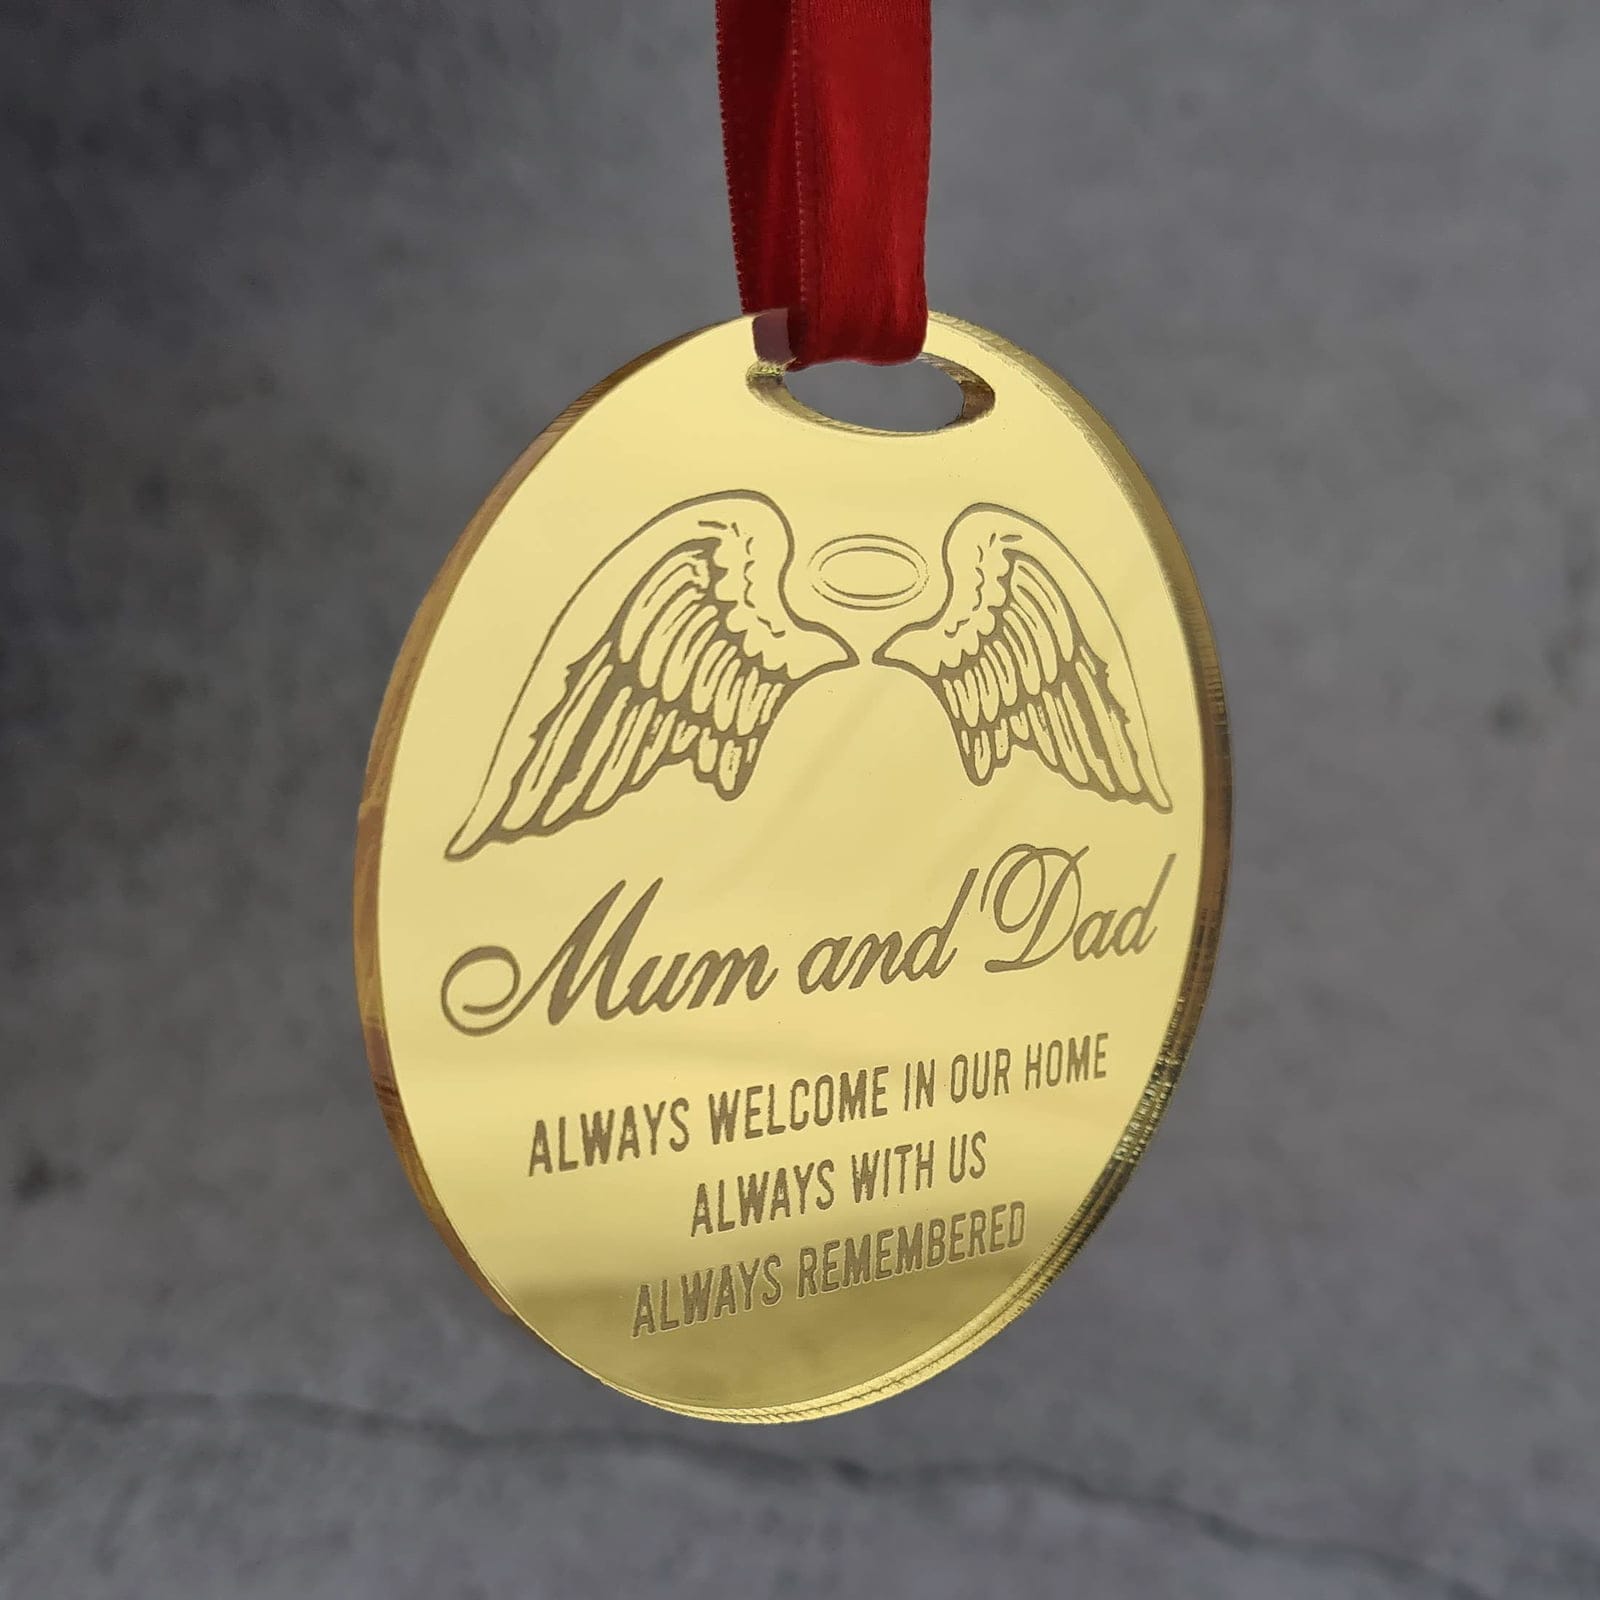 Mum and Dad
ALWAYS WELCOME IN OUR HOME
ALWAYS WITH US
ALWAYS REMEMBERED